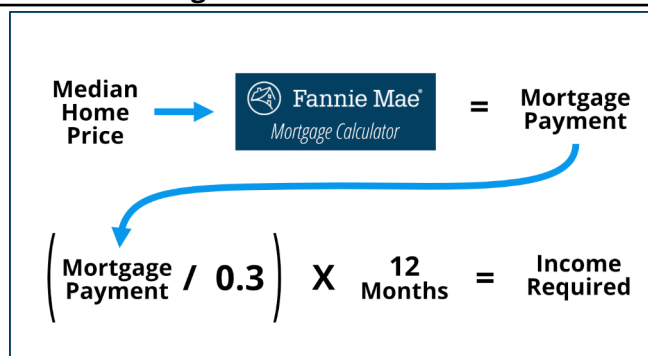 Median
Home
Price
Fannie Mae®
Mortgage Calculator
=
Mortgage
Payment
( Mortgage
Payment / 0.3 ) X 12
Months = Income
Required